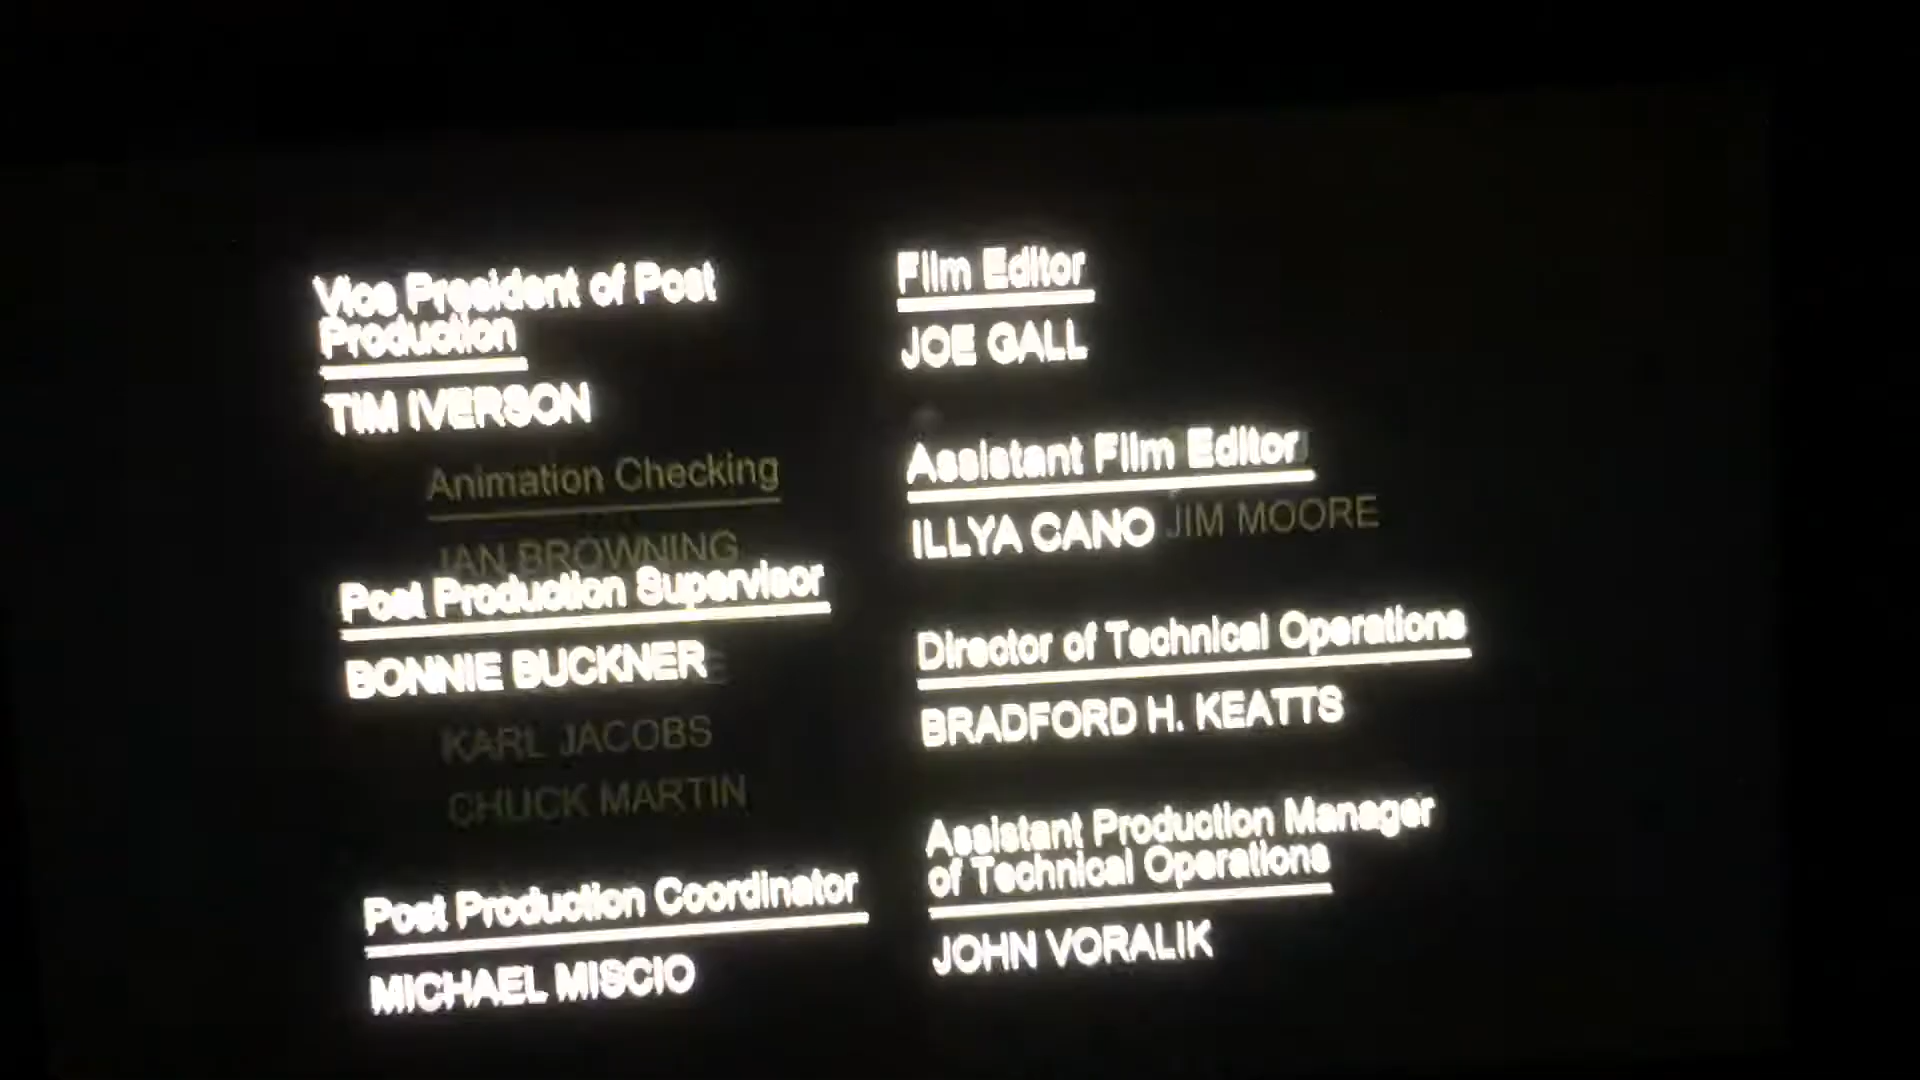 Vice President of Post
Production
TIM IVERSON
Animation Checking
JAN BROWNING
Post Production Supervisor
BONNIE BUCKNER
KARL JACOBS
CHUCK MARTIN
Post Production Coordinator
MICHAEL MISCIO
Film Editor
JOE GALL
Assistant Film Editor
ILLYA CANO
JIM MOORE
Director of Technical Operations
BRADFORD H. KEATTS
Assistant Production Manager
of Technical Operations
JOHN VORALIK